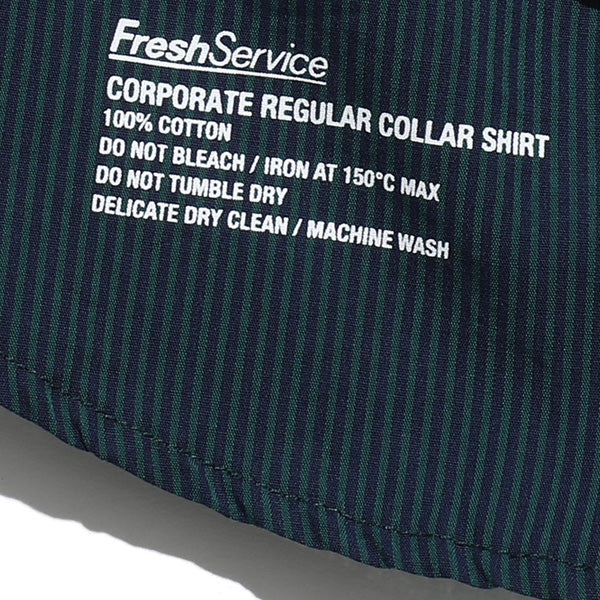 FreshService
CORPORATE REGULAR COLLAR SHIRT
100% COTTON
DO NOT BLEACH / IRON AT 150°C MAX
DO NOT TUMBLE DRY
DELICATE DRY CLEAN / MACHINE WASH